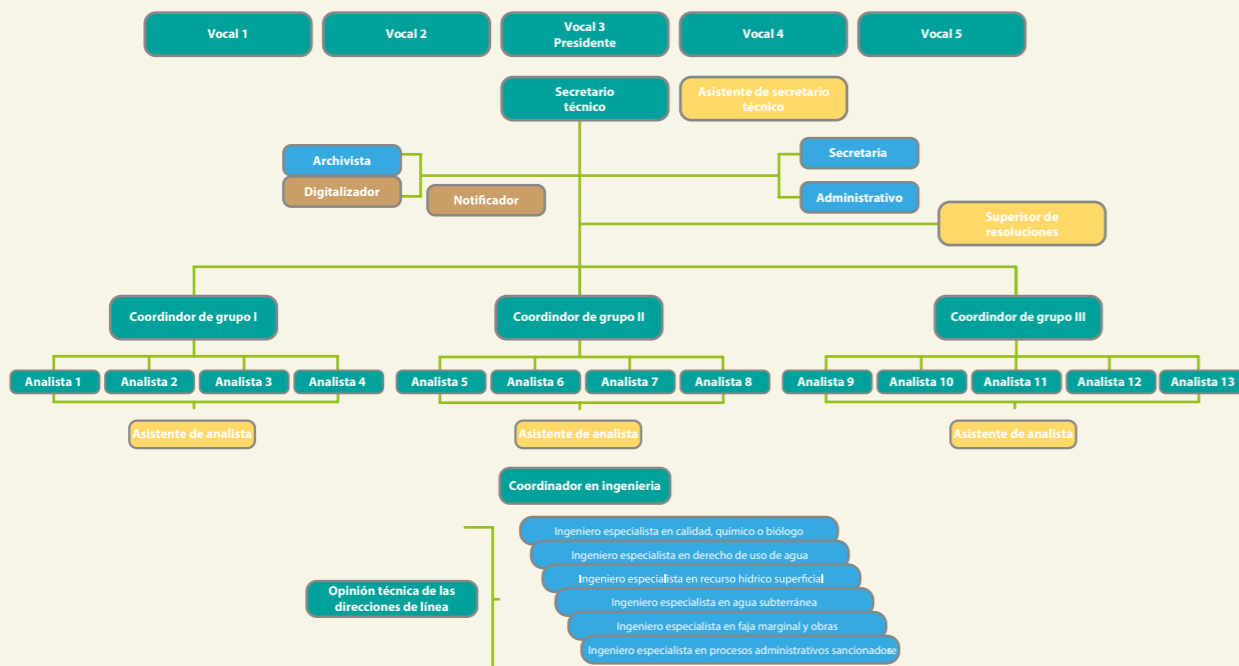 Vocal 1
Vocal 2
Vocal 3
Presidente
Vocal 4
Vocal 5
Secretario
técnico
Asistente de secretario
técnico
Archivista
Digitalizador
Notificador
Secretaria
Administrativo
Superisor de
resoluciones
Coordindor de grupo I
Coordindor de grupo II
Coordindor de grupo III
Analista 1
Analista 2
Analista 3
Analista 4
Analista 5
Analista 6
Analista 7
Analista 8
Analista 9
Analista 10
Analista 11
Analista 12
Analista 13
Asistente de analista
Asistente de analista
Asistente de analista
Coordinador en ingenieria
Opinión técnica de las
direcciones de línea
Ingeniero especialista en calidad, químico o biólogo
Ingeniero especialista en derecho de uso de agua
Ingeniero especialista en recurso hídrico superficial
Ingeniero especialista en agua subterránea
Ingeniero especialista en faja marginal y obras
Ingeniero especialista en procesos administrativos sancionadore